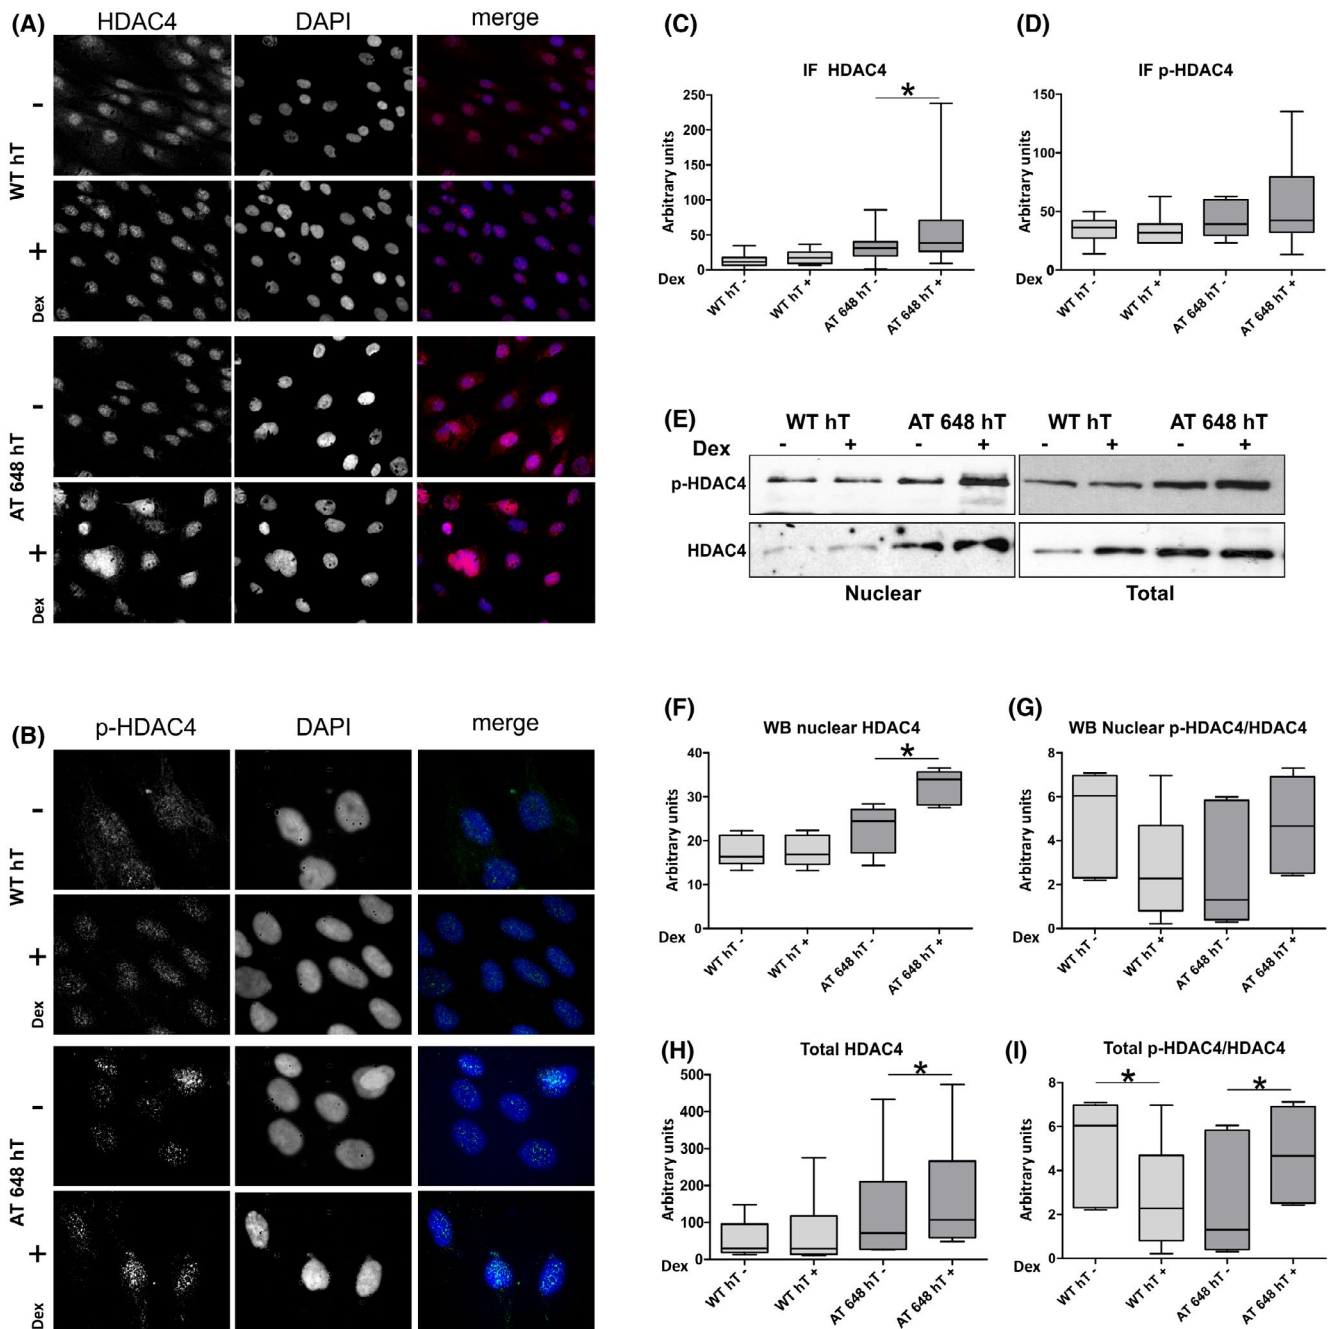 (A)
HDAC4 DAPI merge
WT hT
-
+
Dex
AT 648 hT
-
+
Dex
(B)
p-HDAC4 DAPI merge
WT hT
-
+
Dex
AT 648 hT
-
+
Dex
(C)
IF HDAC4
Arbitrary units
250
200
150
100
50
0
*
Dex
WT hT -
WT hT +
AT 648 hT -
AT 648 hT +
(D)
IF p-HDAC4
Arbitrary units
150
100
50
0
Dex
WT hT -
WT hT +
AT 648 hT -
AT 648 hT +
(E)
WT hT AT 648 hT WT hT AT 648 hT
Dex - + - + - + - +
p-HDAC4
HDAC4
Nuclear Total
(F)
WB nuclear HDAC4
Arbitrary units
40
30
20
10
0
*
Dex
WT hT -
WT hT +
AT 648 hT -
AT 648 hT +
(G)
WB Nuclear p-HDAC4/HDAC4
Arbitrary units
8
6
4
2
0
Dex
WT hT -
WT hT +
AT 648 hT -
AT 648 hT +
(H)
Total HDAC4
Arbitrary units
500
400
300
200
100
0
*
Dex
WT hT -
WT hT +
AT 648 hT -
AT 648 hT +
(I)
Total p-HDAC4/HDAC4
Arbitrary units
8
6
4
2
0
* *
Dex
WT hT -
WT hT +
AT 648 hT -
AT 648 hT +